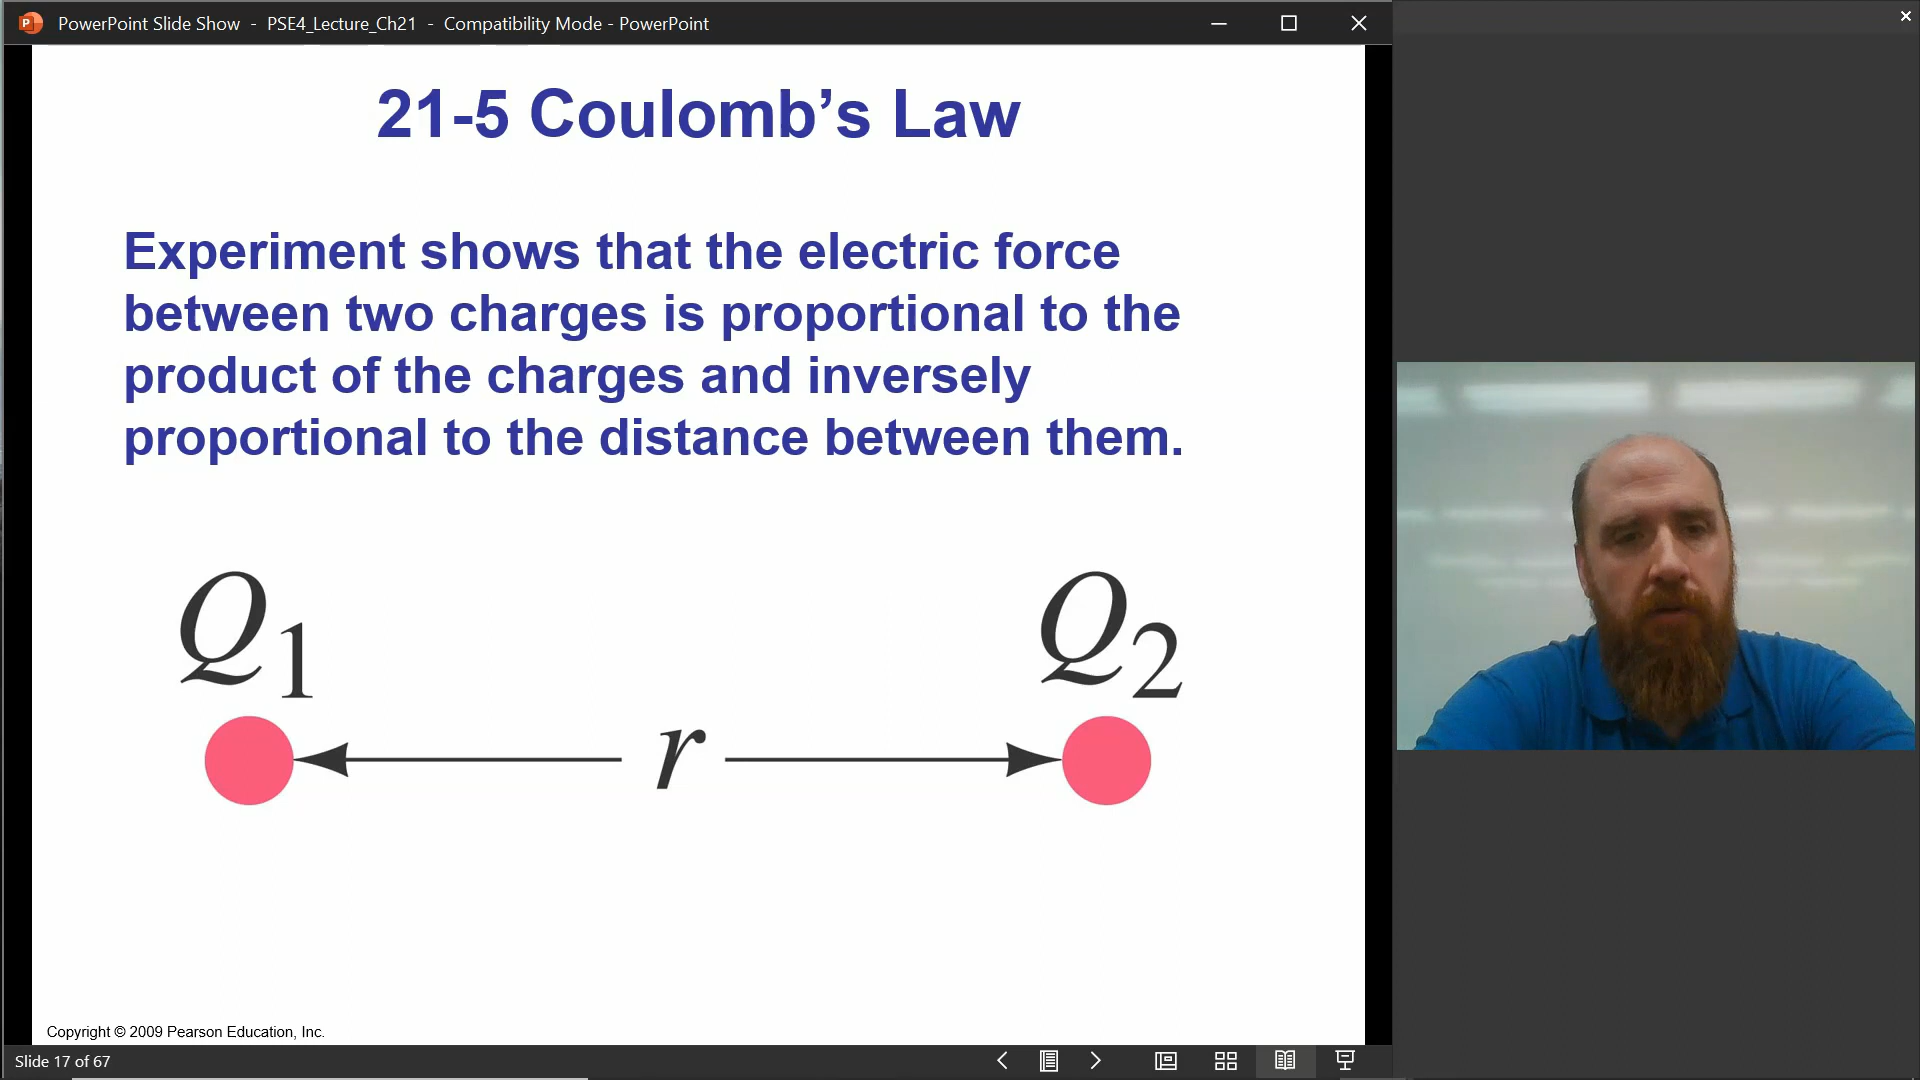 PowerPoint Slide Show - PSE4_Lecture_Ch21 - Compatibility Mode - PowerPoint
21-5 Coulomb’s Law
Experiment shows that the electric force
between two charges is proportional to the
product of the charges and inversely
proportional to the distance between them.
Q1
Q2
r
Copyright © 2009 Pearson Education, Inc.
Slide 17 of 67